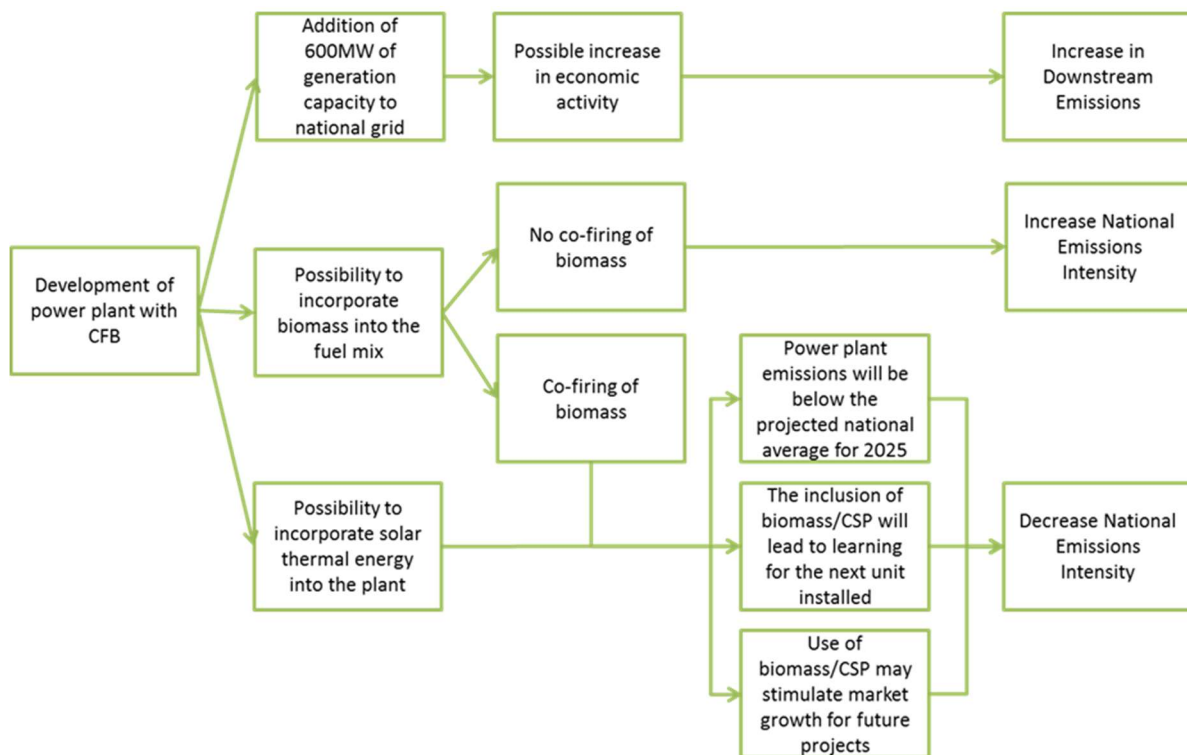 Addition of
600MW of
generation
capacity to
national grid
Possible increase
in economic
activity
Increase in
Downstream
Emissions
Development of
power plant with
CFB
Possibility to
incorporate
biomass into the
fuel mix
No co-firing of
biomass
Increase National
Emissions
Intensity
Co-firing of
biomass
Power plant
emissions will be
below the
projected national
average for 2025
Possibility to
incorporate solar
thermal energy
into the plant
The inclusion of
biomass/CSP will
lead to learning
for the next unit
installed
Decrease National
Emissions
Intensity
Use of
biomass/CSP may
stimulate market
growth for future
projects